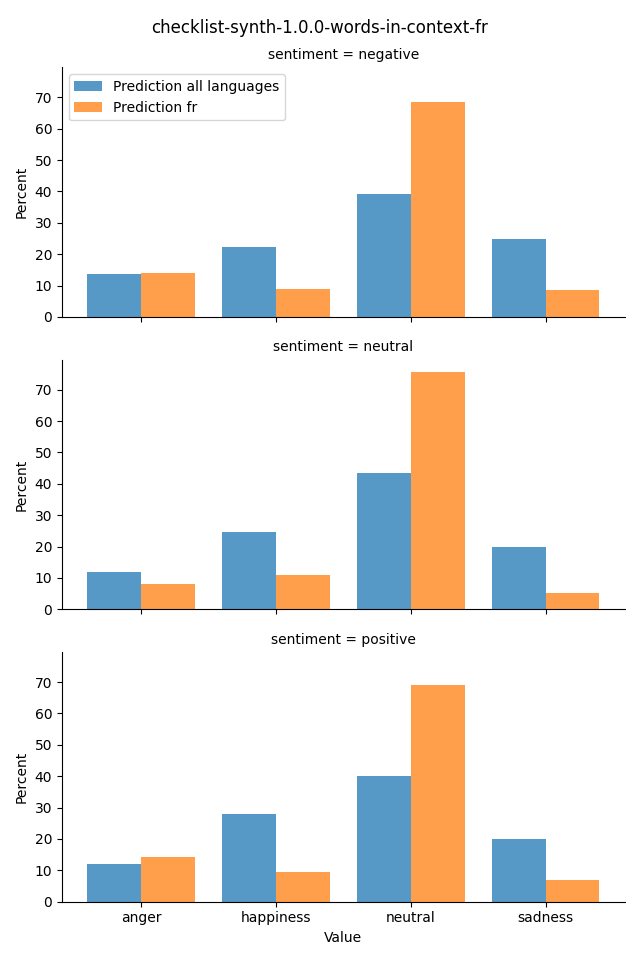 checklist-synth-1.0.0-words-in-context-fr
sentiment = negative
Prediction all languages
Prediction fr
Percent
70
60
50
40
30
20
10
0
sentiment = neutral
Percent
70
60
50
40
30
20
10
0
sentiment = positive
Percent
70
60
50
40
30
20
10
0
anger happiness neutral sadness
Value